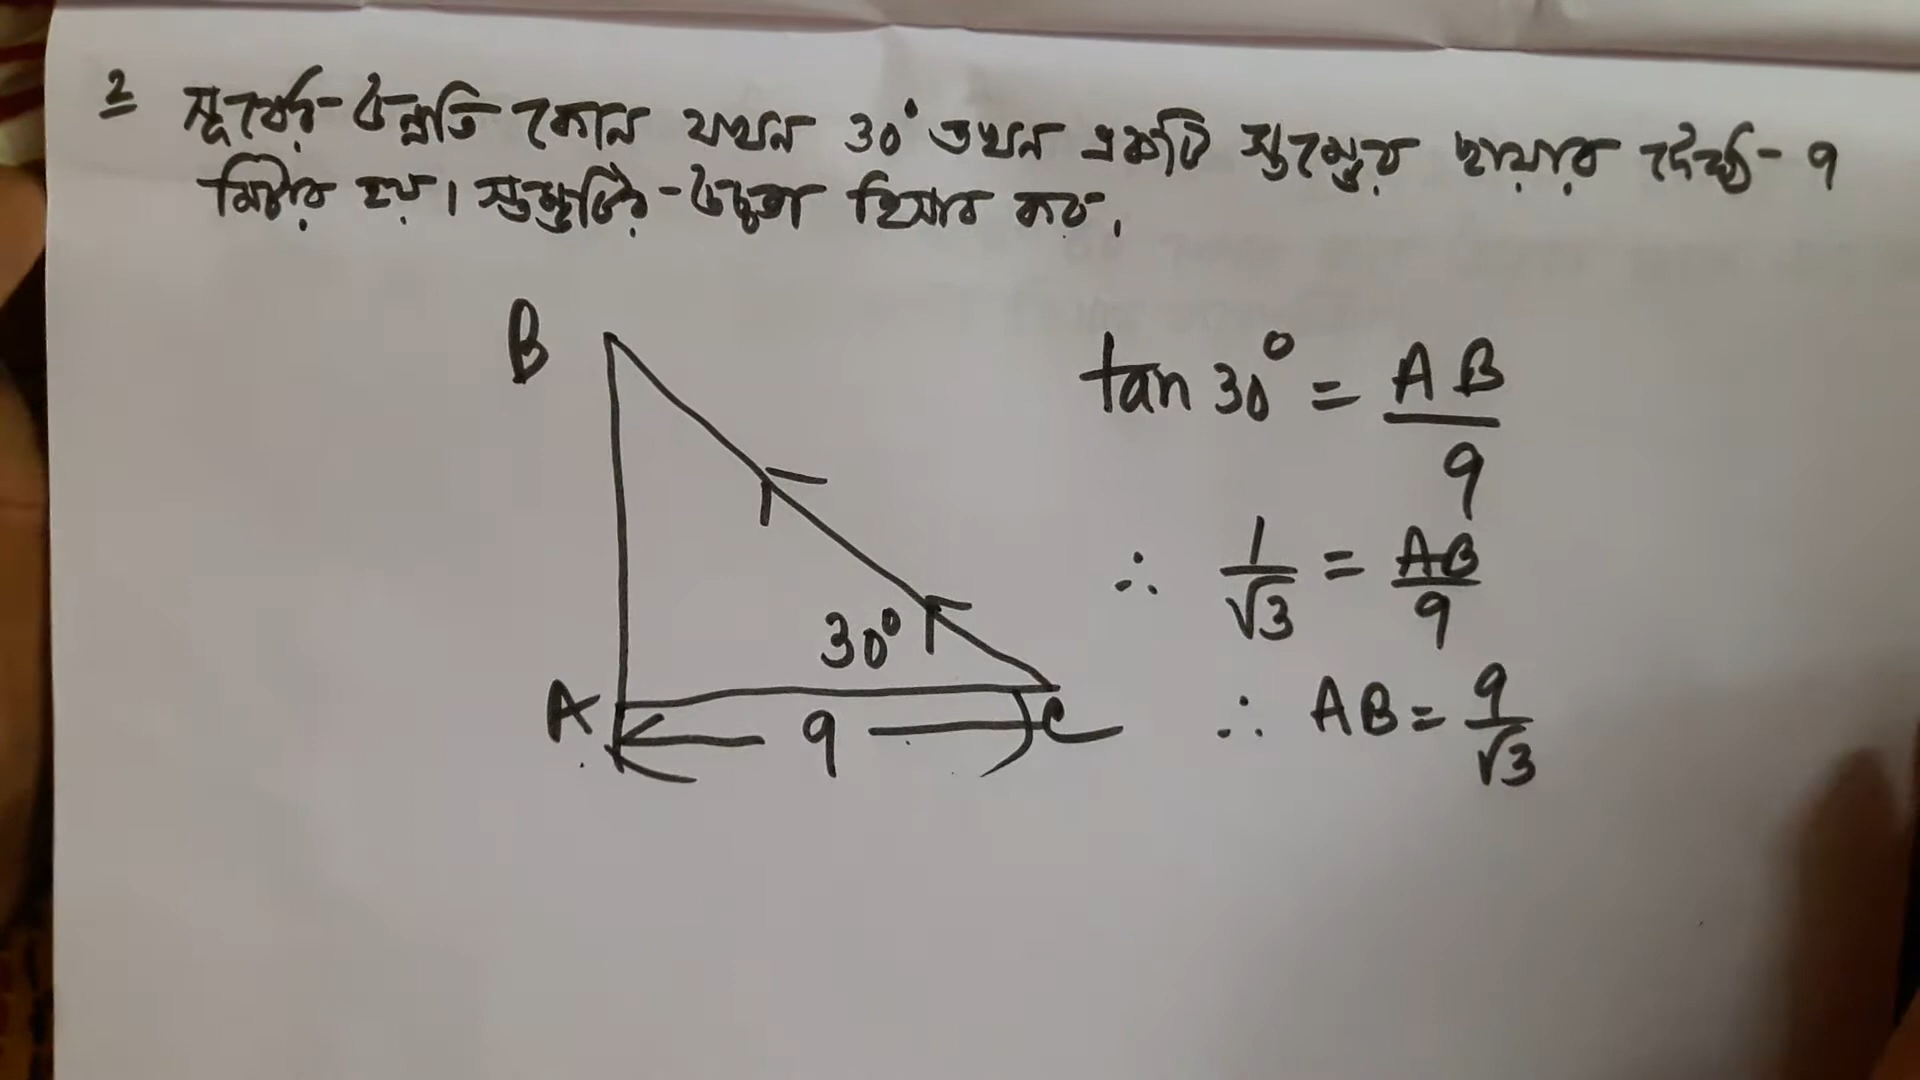 2 সূর্যের উন্নতি কোন যখন 30° তখন একটি স্তম্ভের ছায়ার দৈর্ঘ্য 9
মিটার হয়। স্তম্ভটির উচ্চতা হিসাব কর.
B
tan 30° = AB/9
∴ 1/√3 = AB/9
30°
A 9 C
∴ AB = 9/√3